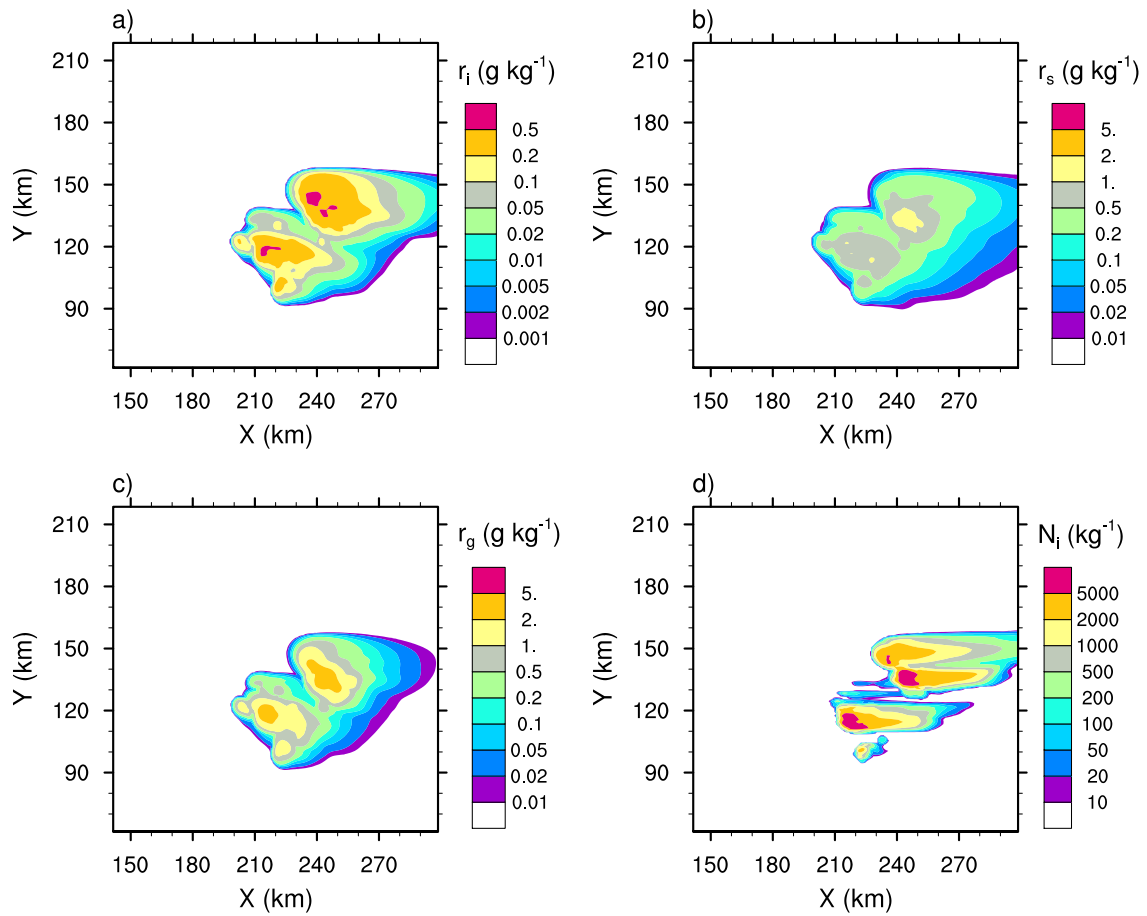 a)
r_i (g kg⁻¹)
210
180
150
120
90
Y (km)
150 180 210 240 270
X (km)
0.5
0.2
0.1
0.05
0.02
0.01
0.005
0.002
0.001
b)
r_s (g kg⁻¹)
210
180
150
120
90
Y (km)
150 180 210 240 270
X (km)
5.
2.
1.
0.5
0.2
0.1
0.05
0.02
0.01
c)
r_g (g kg⁻¹)
210
180
150
120
90
Y (km)
150 180 210 240 270
X (km)
5.
2.
1.
0.5
0.2
0.1
0.05
0.02
0.01
d)
N_i (kg⁻¹)
210
180
150
120
90
Y (km)
150 180 210 240 270
X (km)
5000
2000
1000
500
200
100
50
20
10